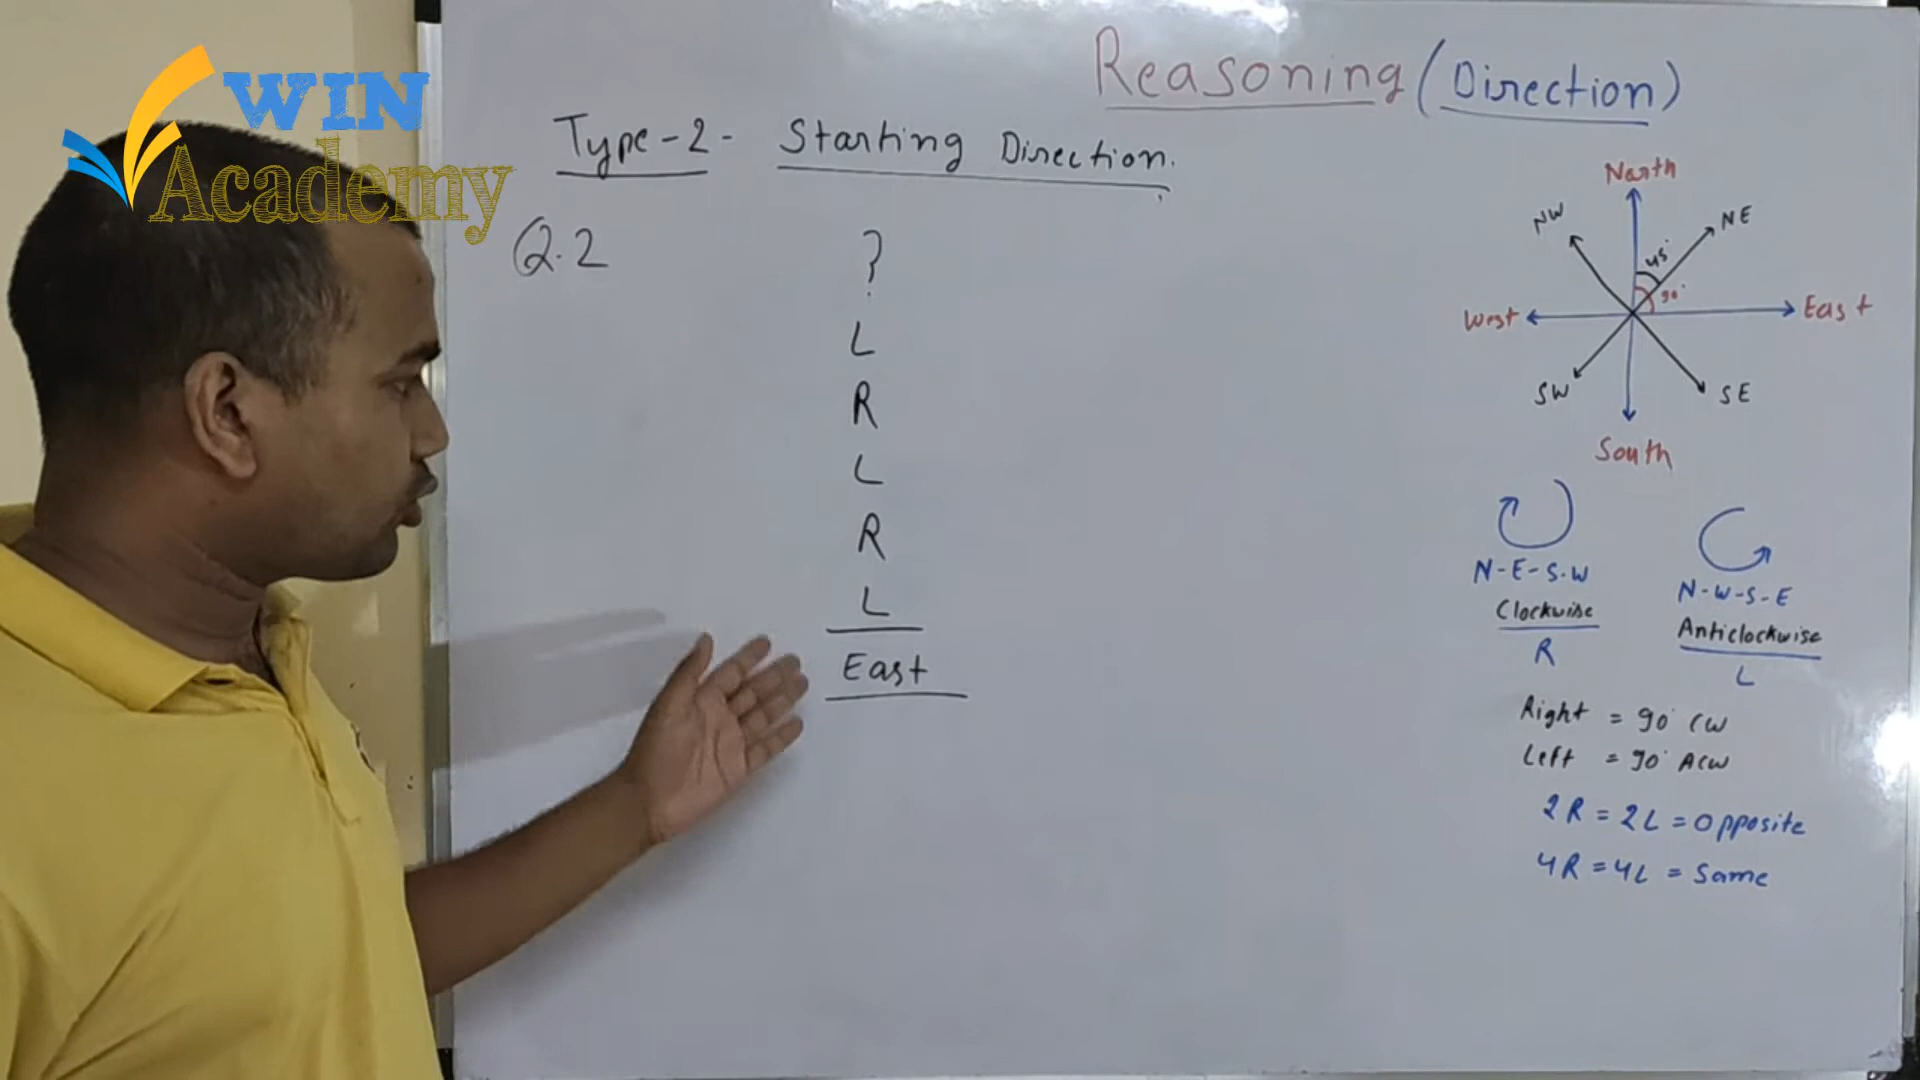 WIN
Academy
Reasoning (Direction)
Type-2- Starting Direction.
Q.2
?
L
R
L
R
L
East
North
NW
NE
45°
90°
West
East
SW
SE
South
N-E-S-W
Clockwise
R
N-W-S-E
Anticlockwise
L
Right = 90° CW
Left = 90° ACW
2R = 2L = Opposite
4R = 4L = Same